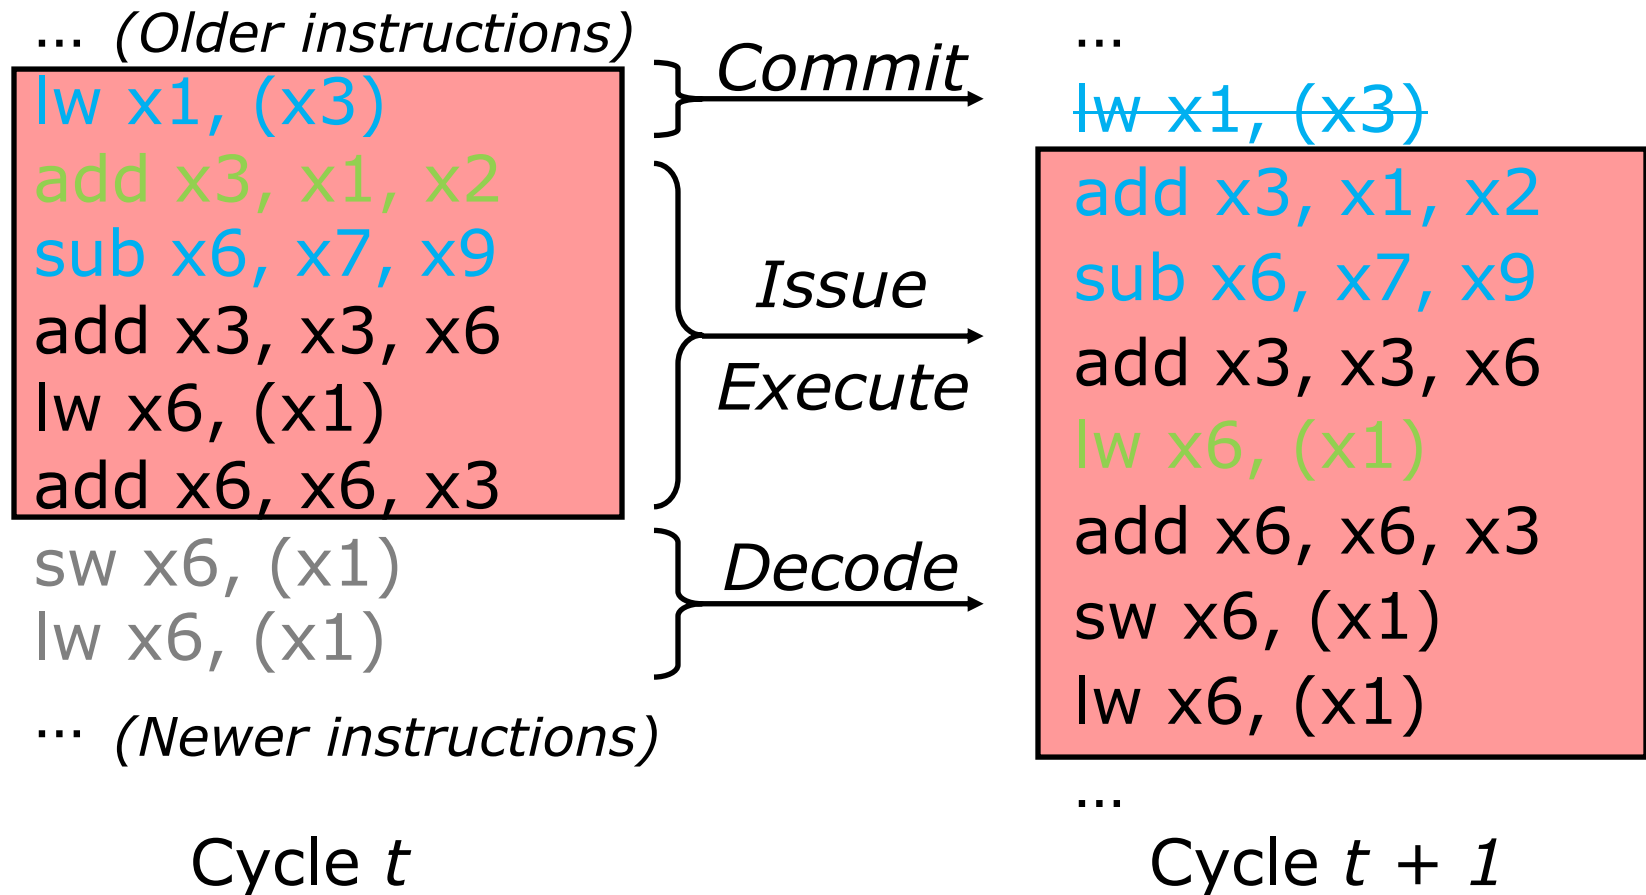 ... (Older instructions)
lw x1, (x3)
add x3, x1, x2
sub x6, x7, x9
add x3, x3, x6
lw x6, (x1)
add x6, x6, x3
sw x6, (x1)
lw x6, (x1)
... (Newer instructions)
Cycle t
Commit
Issue
Execute
Decode
...
lw x1, (x3)
add x3, x1, x2
sub x6, x7, x9
add x3, x3, x6
lw x6, (x1)
add x6, x6, x3
sw x6, (x1)
lw x6, (x1)
...
Cycle t + 1